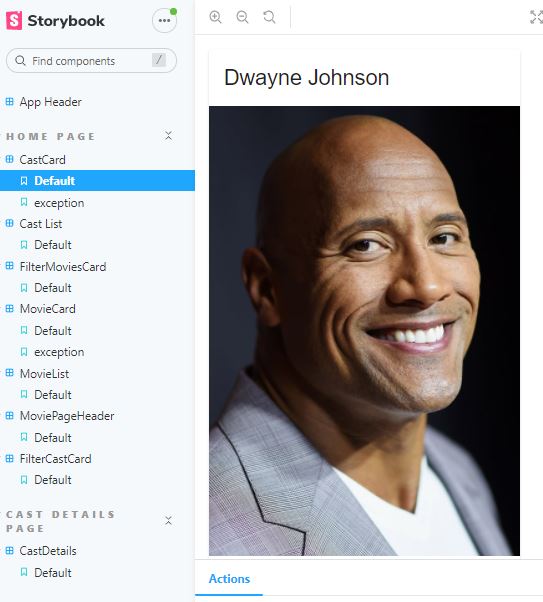 Storybook
Find components
/
App Header
HOME PAGE
CastCard
Default
exception
Cast List
Default
FilterMoviesCard
Default
MovieCard
Default
exception
MovieList
Default
MoviePageHeader
Default
FilterCastCard
Default
CAST DETAILS
PAGE
CastDetails
Default
Dwayne Johnson
Actions